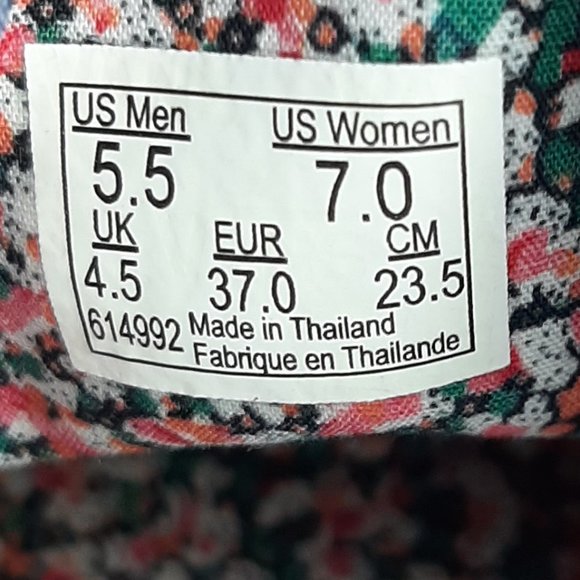 US Men US Women
5.5 7.0
UK EUR CM
4.5 37.0 23.5
614992 Made in Thailand
Fabrique en Thailande